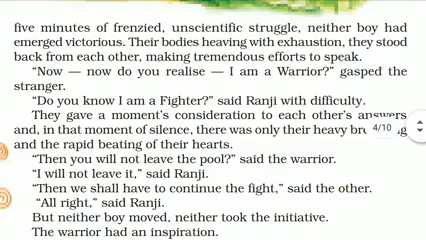 five minutes of frenzied, unscientific struggle, neither boy had
emerged victorious. Their bodies heaving with exhaustion, they stood
back from each other, making tremendous efforts to speak.
“Now — now do you realise — I am a Warrior?” gasped the
stranger.
“Do you know I am a Fighter?” said Ranji with difficulty.
They gave a moment’s consideration to each other’s answers
and, in that moment of silence, there was only their heavy 4/10
and the rapid beating of their hearts.
“Then you will not leave the pool?” said the warrior.
“I will not leave it,” said Ranji.
“Then we shall have to continue the fight,” said the other.
“All right,” said Ranji.
But neither boy moved, neither took the initiative.
The warrior had an inspiration.